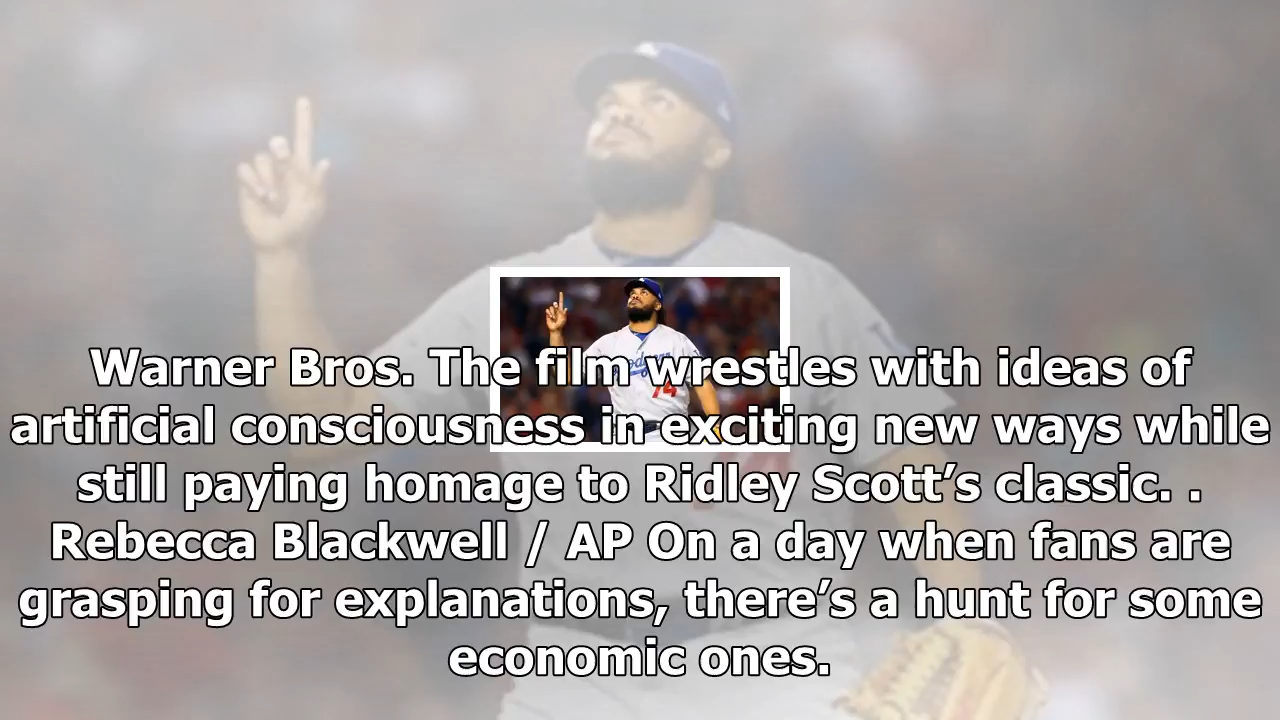 Warner Bros. The film wrestles with ideas of
artificial consciousness in exciting new ways while
still paying homage to Ridley Scott’s classic. .
Rebecca Blackwell / AP On a day when fans are
grasping for explanations, there’s a hunt for some
economic ones.
74